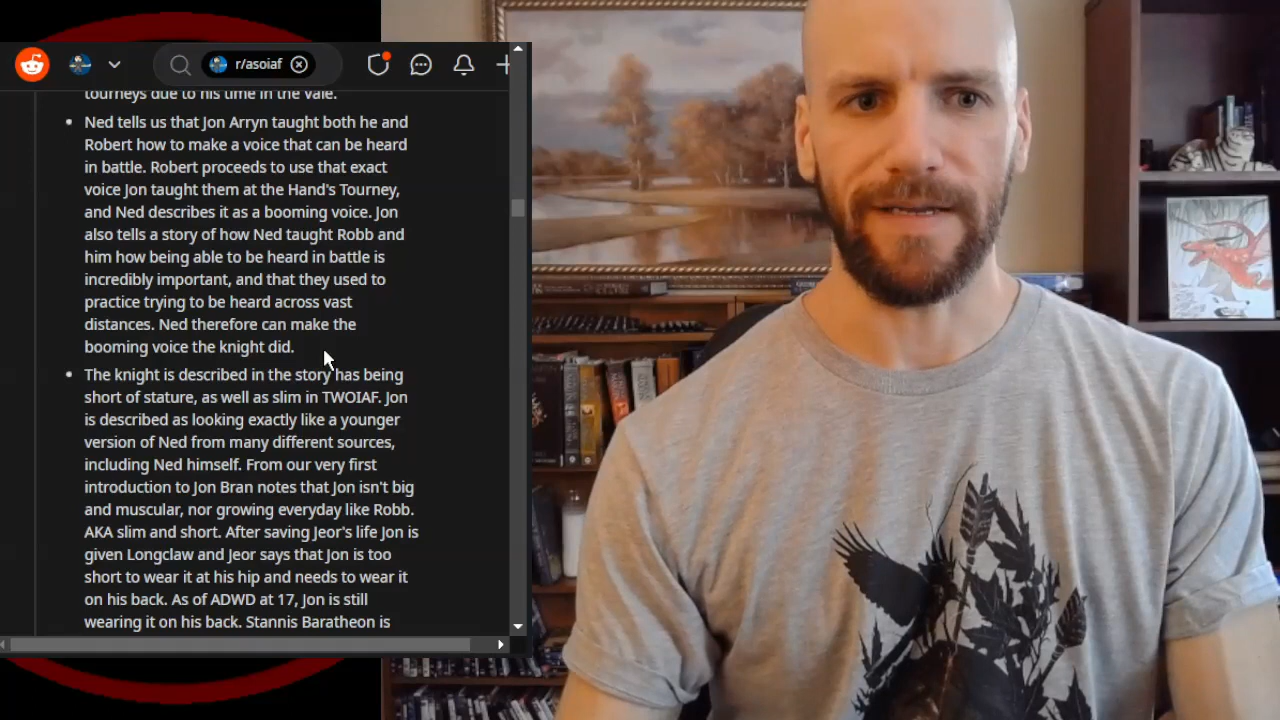 r/asoiaf
tourneys due to his time in the Vale.
Ned tells us that Jon Arryn taught both he and
Robert how to make a voice that can be heard
in battle. Robert proceeds to use that exact
voice Jon taught them at the Hand's Tourney,
and Ned describes it as a booming voice. Jon
also tells a story of how Ned taught Robb and
him how being able to be heard in battle is
incredibly important, and that they used to
practice trying to be heard across vast
distances. Ned therefore can make the
booming voice the knight did.
The knight is described in the story has being
short of stature, as well as slim in TWOIAF. Jon
is described as looking exactly like a younger
version of Ned from many different sources,
including Ned himself. From our very first
introduction to Jon Bran notes that Jon isn't big
and muscular, nor growing everyday like Robb.
AKA slim and short. After saving Jeor's life Jon is
given Longclaw and Jeor says that Jon is too
short to wear it at his hip and needs to wear it
on his back. As of ADWD at 17, Jon is still
wearing it on his back. Stannis Baratheon is